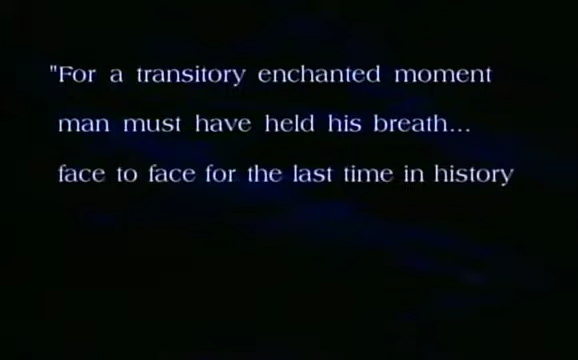 "For a transitory enchanted moment
man must have held his breath...
face to face for the last time in history